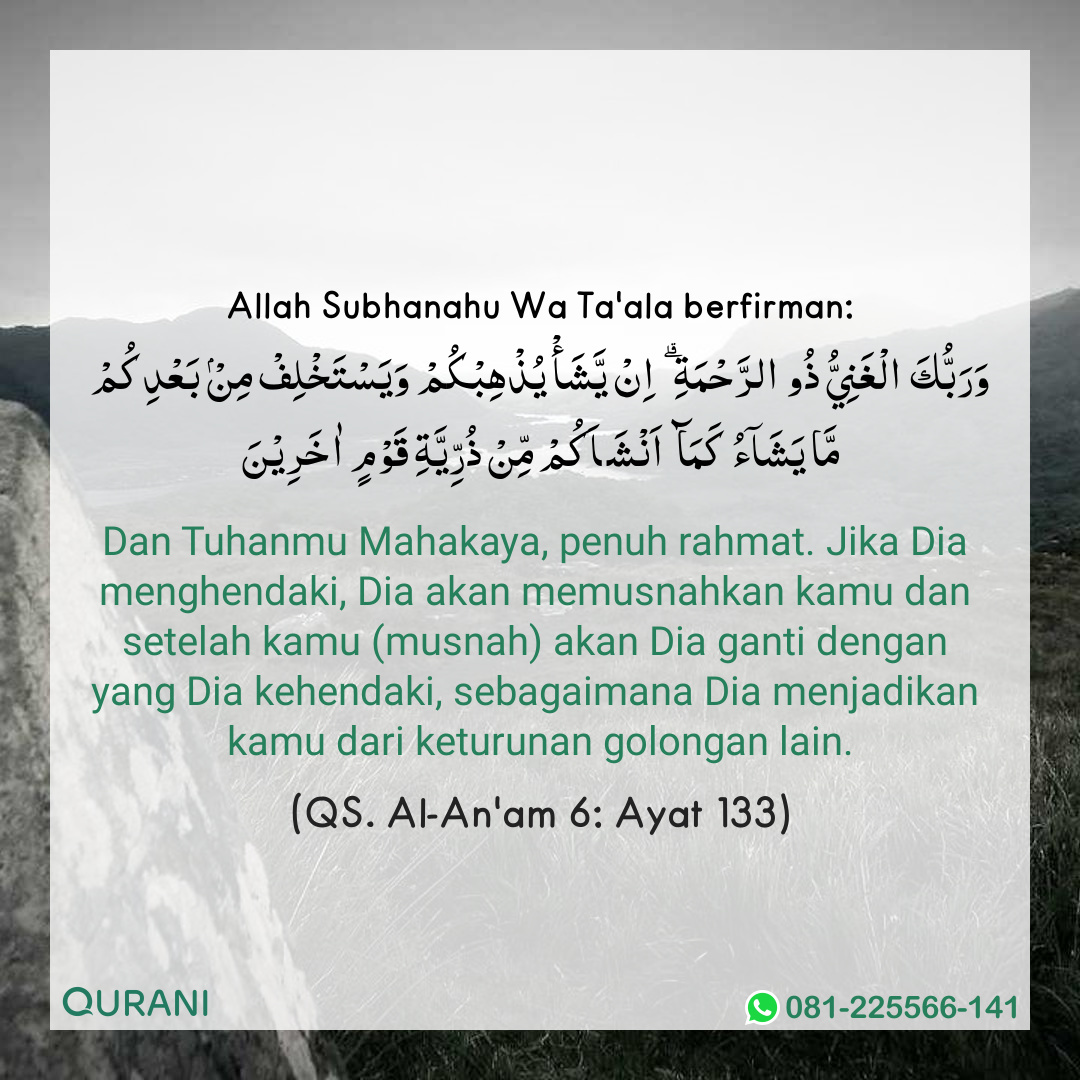 Allah Subhanahu Wa Ta'ala berfirman:
وَرَبُّكَ الْغَنِيُّ ذُو الرَّحْمَةِ ۗ اِنْ يَّشَأْ يُذْهِبْكُمْ وَيَسْتَخْلِفْ مِنْۢ بَعْدِكُمْ
مَّا يَشَآءُ كَمَاۤ اَنْشَاَكُمْ مِّنْ ذُرِّيَّةِ قَوْمٍ اٰخَرِيْنَ
Dan Tuhanmu Mahakaya, penuh rahmat. Jika Dia
menghendaki, Dia akan memusnahkan kamu dan
setelah kamu (musnah) akan Dia ganti dengan
yang Dia kehendaki, sebagaimana Dia menjadikan
kamu dari keturunan golongan lain.
(QS. Al-An'am 6: Ayat 133)
QURANI
081-225566-141